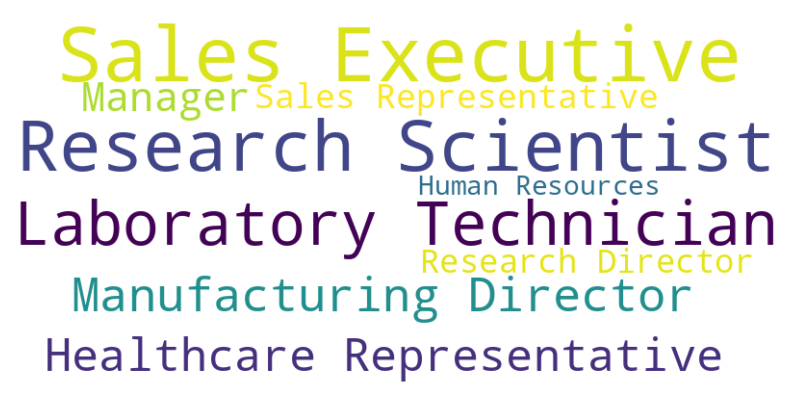 Sales Executive
Manager
Sales Representative
Research Scientist
Human Resources
Laboratory Technician
Research Director
Manufacturing Director
Healthcare Representative